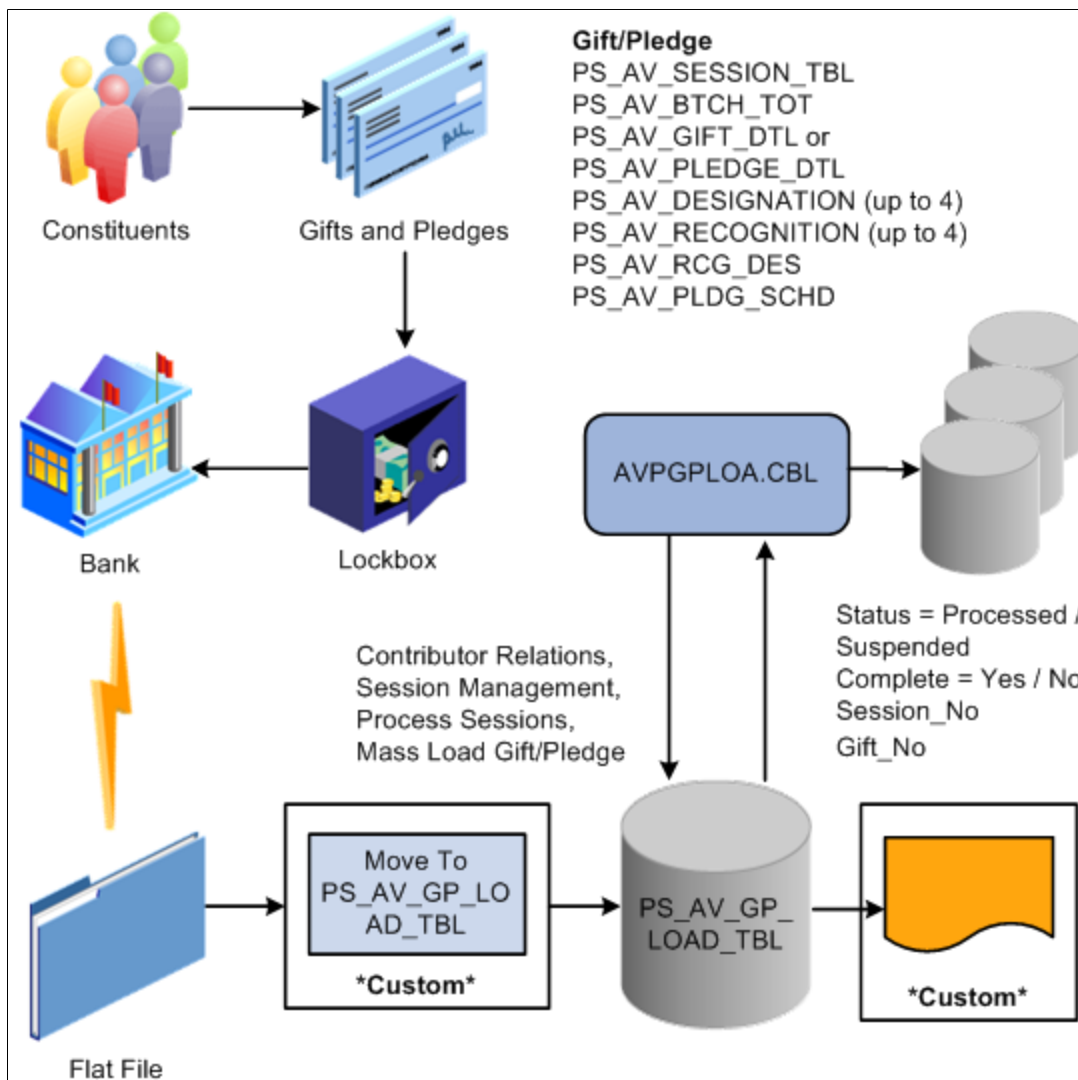 Gift/Pledge
PS_AV_SESSION_TBL
PS_AV_BTCH_TOT
PS_AV_GIFT_DTL or
PS_AV_PLEDGE_DTL
PS_AV_DESIGNATION (up to 4)
PS_AV_RECOGNITION (up to 4)
PS_AV_RCG_DES
PS_AV_PLDG_SCHD
Constituents
Gifts and Pledges
AVPGPLOA.CBL
Bank
Lockbox
Status = Processed /
Suspended
Complete = Yes / No
Session_No
Gift_No
Contributor Relations,
Session Management,
Process Sessions,
Mass Load Gift/Pledge
Move To
PS_AV_GP_LO
AD_TBL
*Custom*
PS_AV_GP_
LOAD_TBL
*Custom*
Flat File